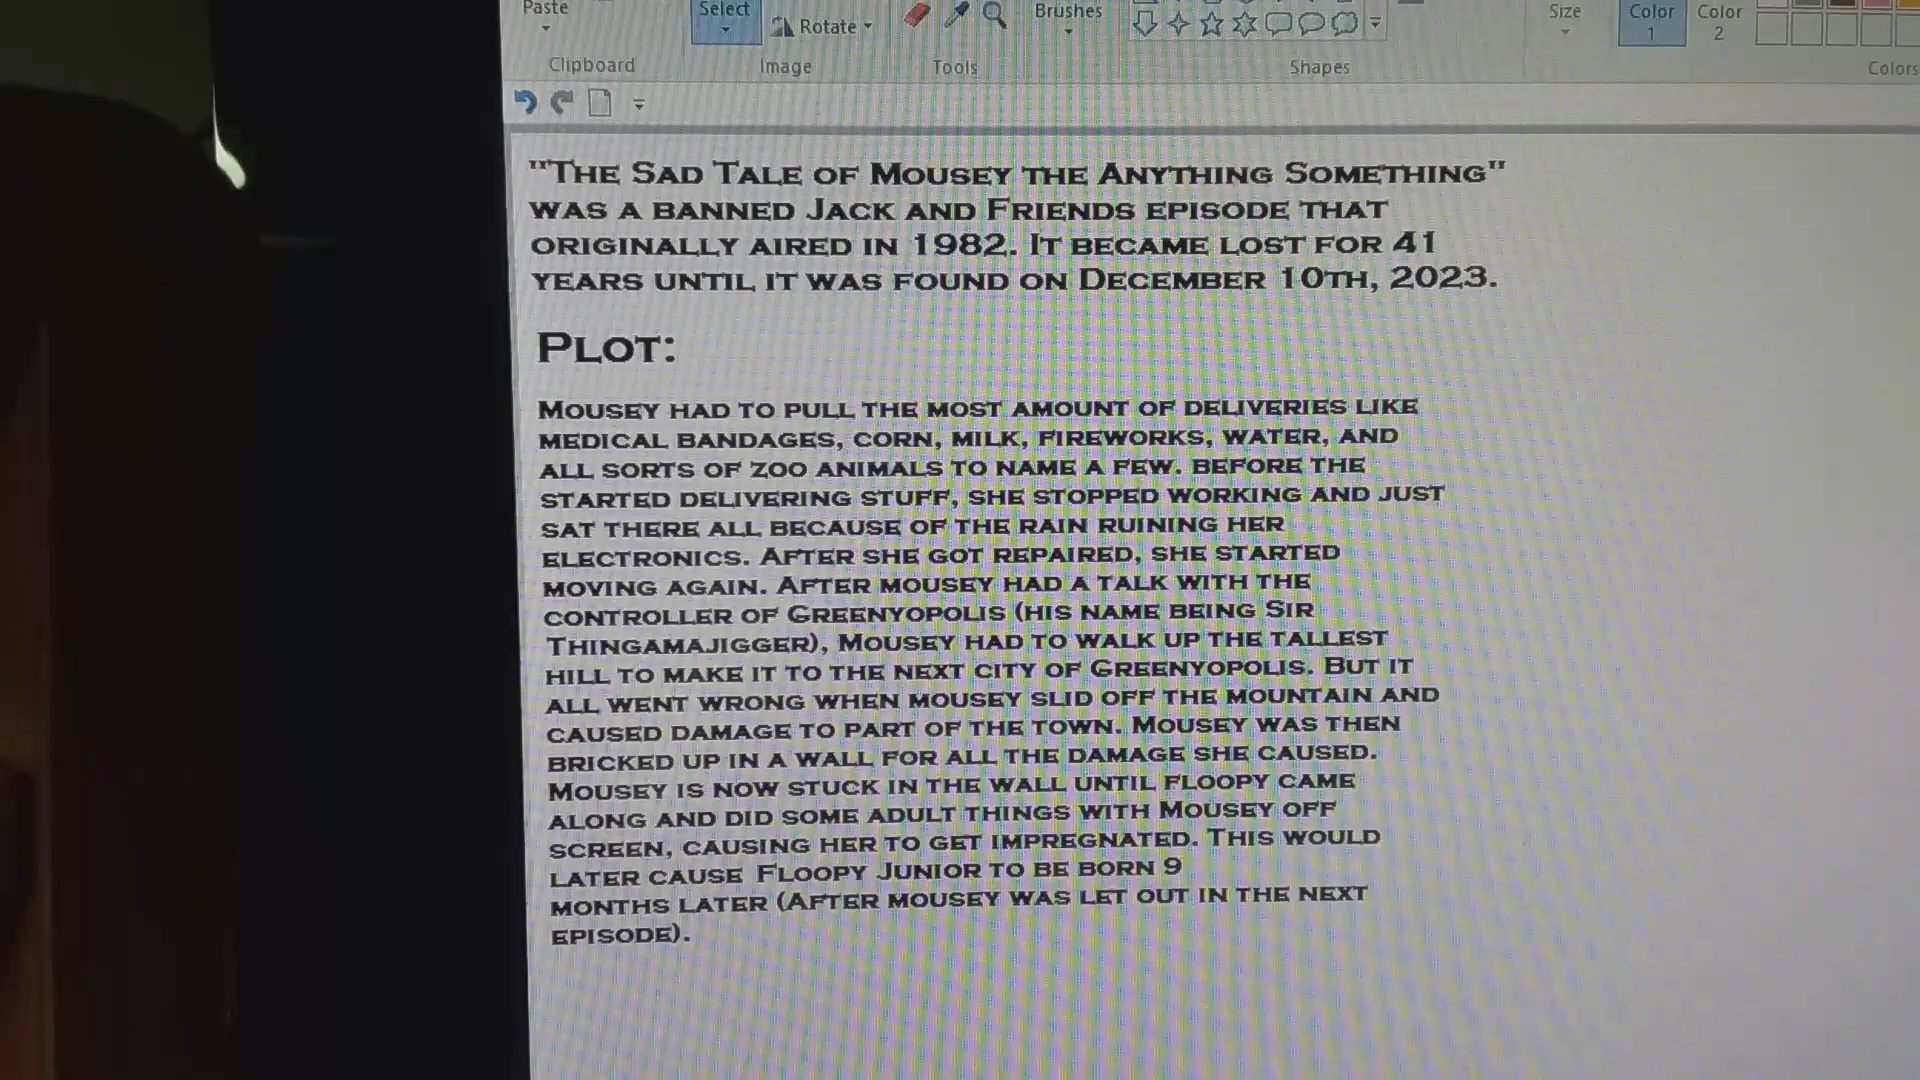 Paste
Select
Rotate
Brushes
Size
Color
1
Color
2
Clipboard
Image
Tools
Shapes
Colors
"The Sad Tale of Mousey the Anything Something"
was a banned Jack and Friends episode that
originally aired in 1982. It became lost for 41
years until it was found on December 10th, 2023.
Plot:
Mousey had to pull the most amount of deliveries like
medical bandages, corn, milk, fireworks, water, and
all sorts of zoo animals to name a few. before the
started delivering stuff, she stopped working and just
sat there all because of the rain ruining her
electronics. After she got repaired, she started
moving again. After mousey had a talk with the
controller of Greenyopolis (his name being Sir
Thingamajigger), Mousey had to walk up the tallest
hill to make it to the next city of Greenyopolis. But it
all went wrong when mousey slid off the mountain and
caused damage to part of the town. Mousey was then
bricked up in a wall for all the damage she caused.
Mousey is now stuck in the wall until floopy came
along and did some adult things with Mousey off
screen, causing her to get impregnated. This would
later cause Floopy Junior to be born 9
months later (After mousey was let out in the next
episode).